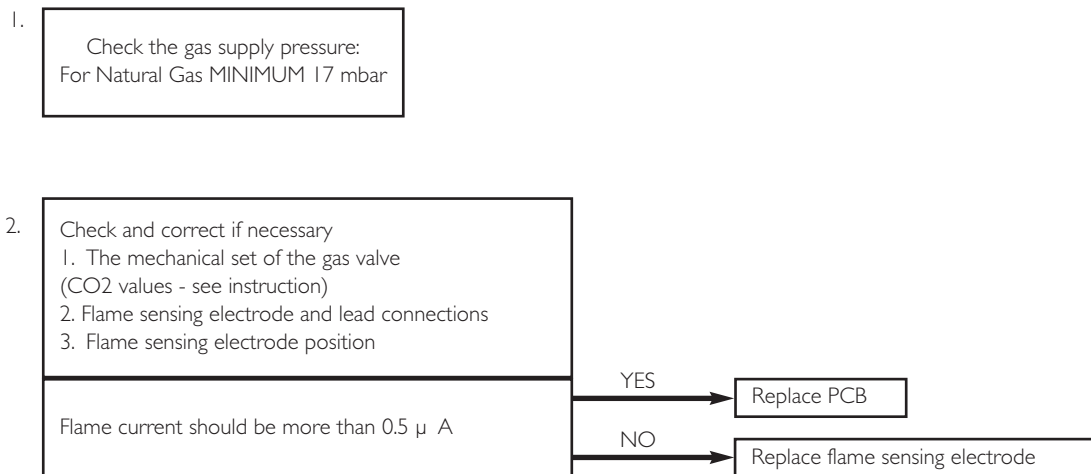 1.
Check the gas supply pressure:
For Natural Gas MINIMUM 17 mbar
2.
Check and correct if necessary
1. The mechanical set of the gas valve
(CO2 values - see instruction)
2. Flame sensing electrode and lead connections
3. Flame sensing electrode position
Flame current should be more than 0.5 μ A
YES
Replace PCB
NO
Replace flame sensing electrode